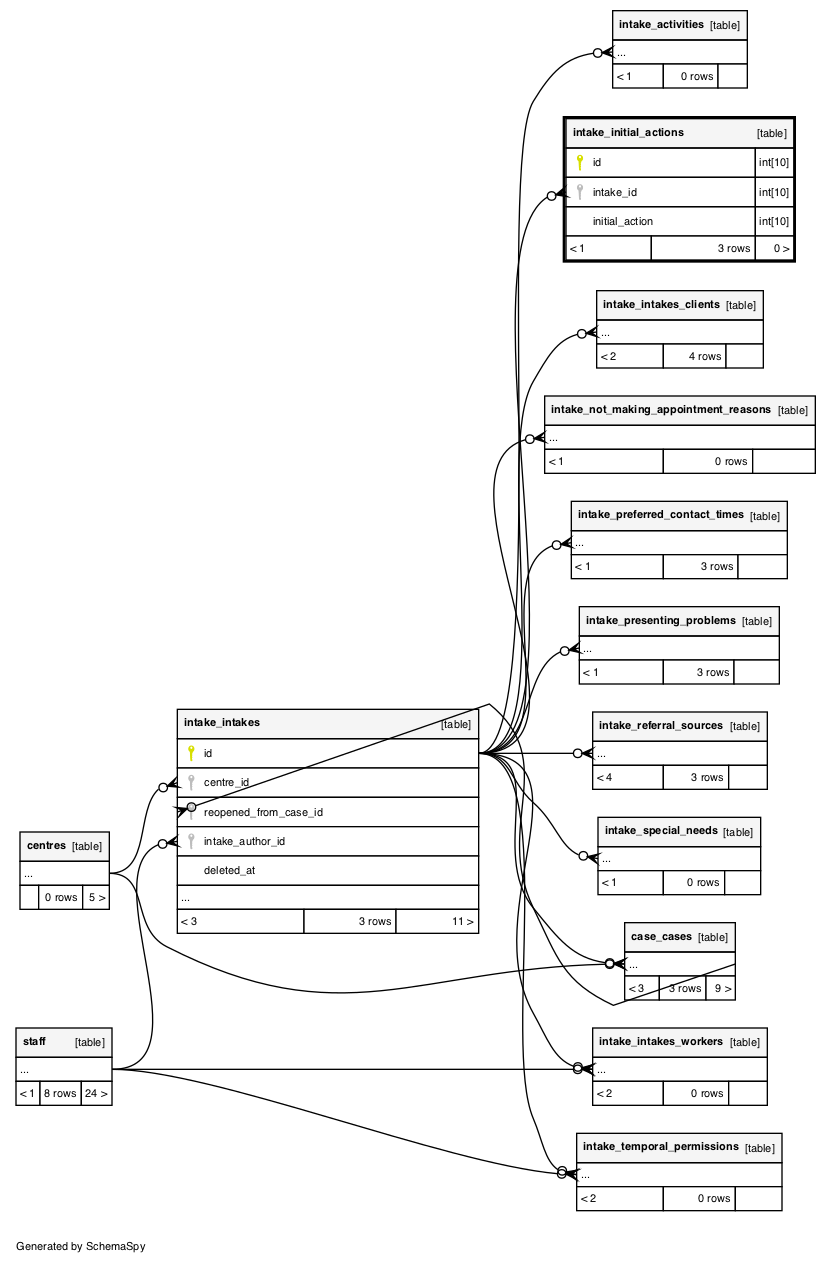 intake_activities [table]
...
< 1 0 rows
intake_initial_actions [table]
id int[10]
intake_id int[10]
initial_action int[10]
< 1 3 rows 0 >
intake_intakes_clients [table]
...
< 2 4 rows
intake_not_making_appointment_reasons [table]
...
< 1 0 rows
intake_preferred_contact_times [table]
...
< 1 3 rows
intake_presenting_problems [table]
...
< 1 3 rows
intake_referral_sources [table]
...
< 4 3 rows
intake_intakes [table]
id
centre_id
reopened_from_case_id
intake_author_id
deleted_at
...
< 3 3 rows 11 >
intake_special_needs [table]
...
< 1 0 rows
centres [table]
...
0 rows 5 >
case_cases [table]
...
< 3 3 rows 9 >
staff [table]
...
< 1 8 rows 24 >
intake_intakes_workers [table]
...
< 2 0 rows
intake_temporal_permissions [table]
...
< 2 0 rows
Generated by SchemaSpy